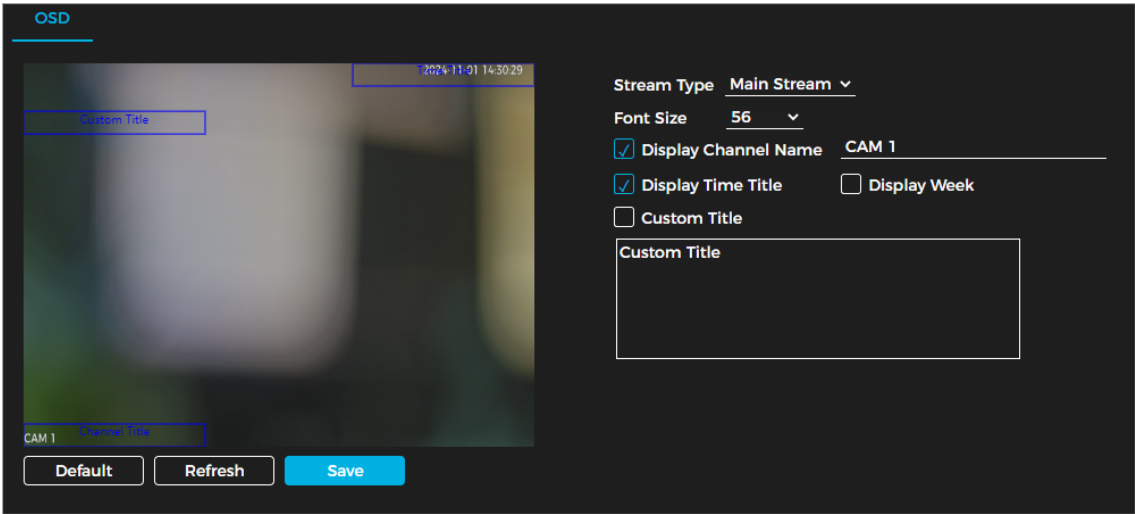 OSD
2024-11-01 14:30:29
Custom Title
Channel Title
CAM 1
Default Refresh Save
Stream Type Main Stream
Font Size 56
Display Channel Name CAM 1
Display Time Title Display Week
Custom Title
Custom Title